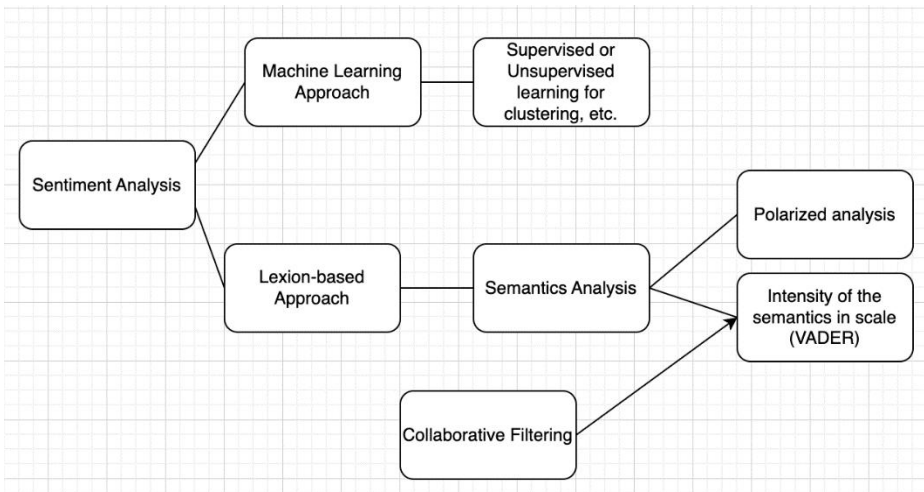 Machine Learning
Approach
Supervised or
Unsupervised
learning for
clustering, etc.
Sentiment Analysis
Polarized analysis
Lexion-based
Approach
Semantics Analysis
Intensity of the
semantics in scale
(VADER)
Collaborative Filtering